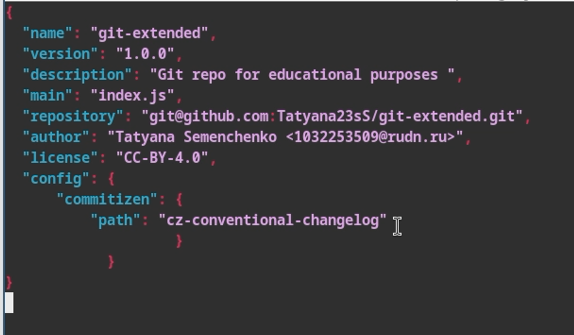 {
  "name": "git-extended",
  "version": "1.0.0",
  "description": "Git repo for educational purposes ",
  "main": "index.js",
  "repository": "git@github.com:Tatyana23sS/git-extended.git",
  "author": "Tatyana Semenchenko <1032253509@rudn.ru>",
  "license": "CC-BY-4.0",
  "config": {
      "commitizen": {
          "path": "cz-conventional-changelog"
                    }
            }
}